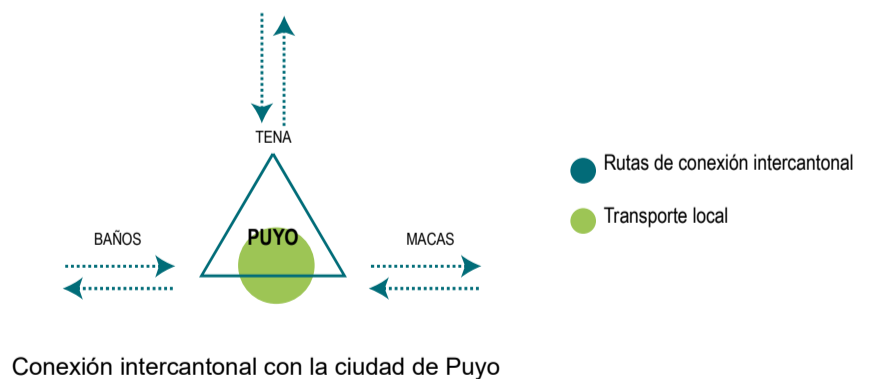 TENA
Rutas de conexión intercantonal
Transporte local
BAÑOS
PUYO
MACAS
Conexión intercantonal con la ciudad de Puyo